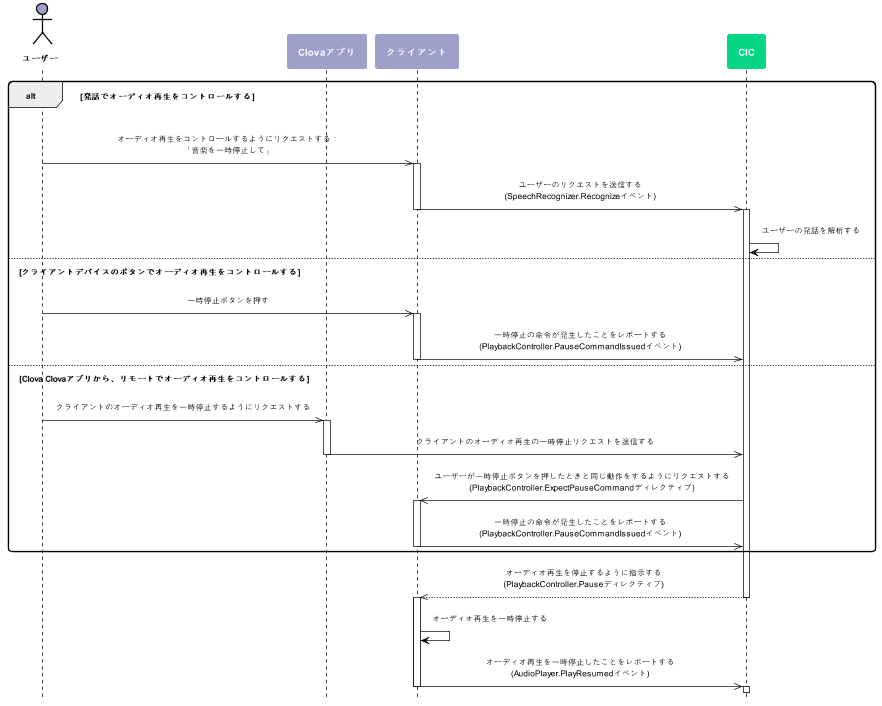 ユーザー
Clovaアプリ
クライアント
CIC
alt
[発話でオーディオ再生をコントロールする]
オーディオ再生をコントロールするようにリクエストする：
「音楽を一時停止して」
ユーザーのリクエストを送信する
(SpeechRecognizer.Recognizeイベント)
ユーザーの発話を解析する
[クライアントデバイスのボタンでオーディオ再生をコントロールする]
一時停止ボタンを押す
一時停止の命令が発生したことをレポートする
(PlaybackController.PauseCommandIssuedイベント)
[Clova Clovaアプリから、リモートでオーディオ再生をコントロールする]
クライアントのオーディオ再生を一時停止するようにリクエストする
クライアントのオーディオ再生の一時停止リクエストを送信する
ユーザーが一時停止ボタンを押したときと同じ動作をするようにリクエストする
(PlaybackController.ExpectPauseCommandディレクティブ)
一時停止の命令が発生したことをレポートする
(PlaybackController.PauseCommandIssuedイベント)
オーディオ再生を停止するように指示する
(PlaybackController.Pauseディレクティブ)
オーディオ再生を一時停止する
オーディオ再生を一時停止したことをレポートする
(AudioPlayer.PlayResumedイベント)